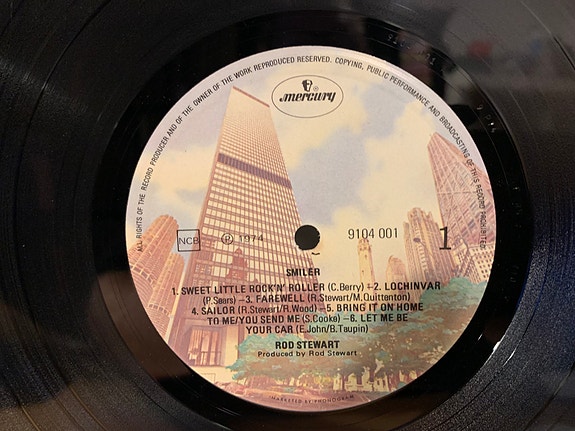 ALL RIGHTS OF THE RECORD PRODUCER AND OF THE OWNER OF THE WORK REPRODUCED RESERVED. COPYING, PUBLIC PERFORMANCE AND BROADCASTING OF THIS RECORD PROHIBITED
mercury ®
NCB ℗ 1974 9104 001 1
SMILER
1. SWEET LITTLE ROCK'N' ROLLER (C.Berry) –2. LOCHINVAR
(P.Sears) –3. FAREWELL (R.Stewart/M.Quittenton)
4. SAILOR (R.Stewart/R.Wood) –5. BRING IT ON HOME
TO ME/YOU SEND ME (S.Cooke) –6. LET ME BE
YOUR CAR (E.John/B.Taupin)
ROD STEWART
Produced by Rod Stewart
MARKETED BY PHONOGRAM